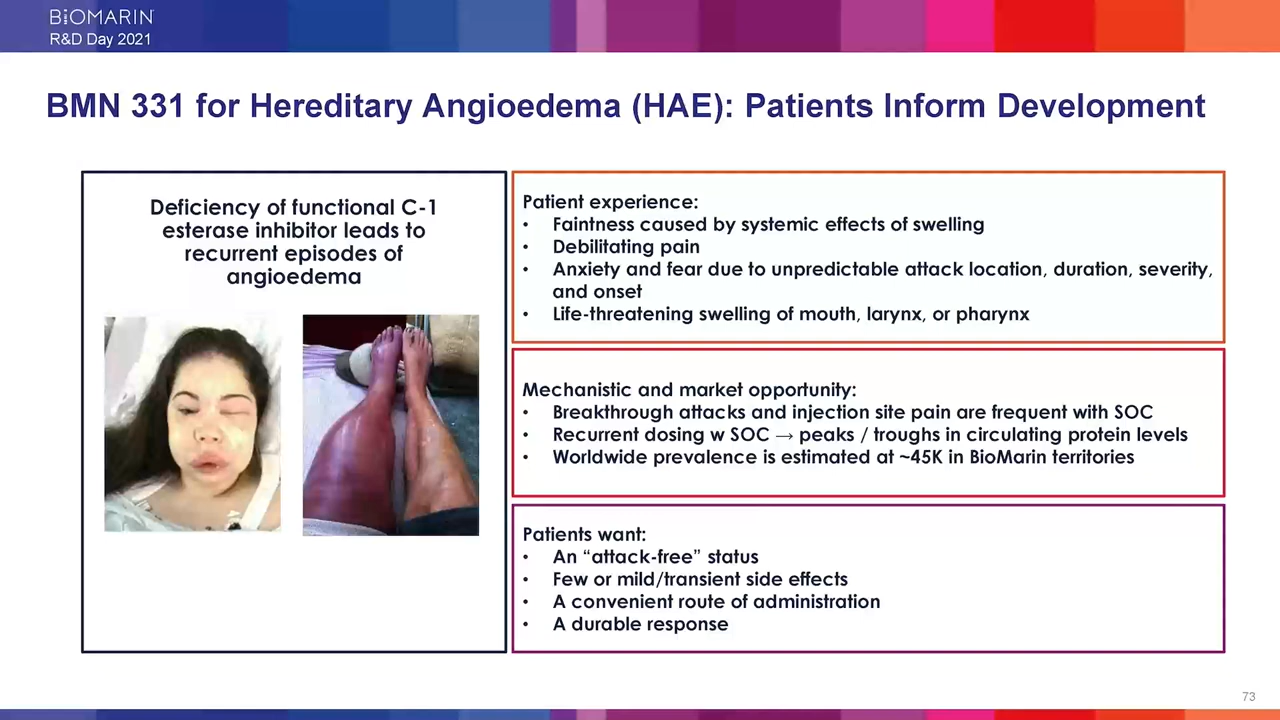 BIOMARIN
R&D Day 2021
BMN 331 for Hereditary Angioedema (HAE): Patients Inform Development
Deficiency of functional C-1
esterase inhibitor leads to
recurrent episodes of
angioedema
Patient experience:
• Faintness caused by systemic effects of swelling
• Debilitating pain
• Anxiety and fear due to unpredictable attack location, duration, severity,
and onset
• Life-threatening swelling of mouth, larynx, or pharynx
Mechanistic and market opportunity:
• Breakthrough attacks and injection site pain are frequent with SOC
• Recurrent dosing w SOC → peaks / troughs in circulating protein levels
• Worldwide prevalence is estimated at ~45K in BioMarin territories
Patients want:
• An “attack-free” status
• Few or mild/transient side effects
• A convenient route of administration
• A durable response
73